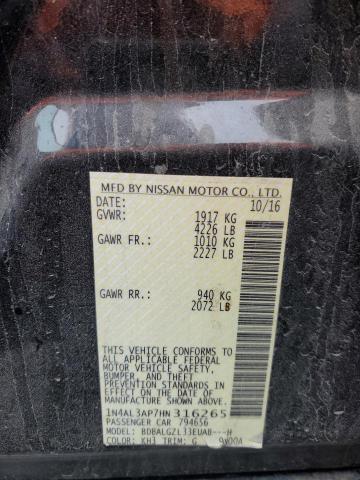 MFD BY NISSAN MOTOR CO., LTD.
DATE: 10/16
GVWR: 1917 KG
4226 LB
GAWR FR.: 1010 KG
2227 LB
GAWR RR.: 940 KG
2072 LB
THIS VEHICLE CONFORMS TO ALL
APPLICABLE U.S. FEDERAL
MOTOR VEHICLE SAFETY,
BUMPER, AND THEFT
PREVENTION STANDARDS IN
EFFECT ON THE DATE OF
MANUFACTURE SHOWN ABOVE.
1N4AL3AP7HN316265
PASSENGER CAR 794656
MODEL: BDBALGZL33EUAB---H
COLOR: KH3 TRIM: G